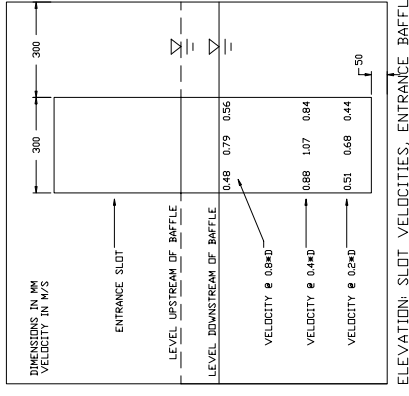 DIMENSIONS IN MM
VELOCITY IN M/S
300
300
ENTRANCE SLOT
LEVEL UPSTREAM OF BAFFLE
LEVEL DOWNSTREAM OF BAFFLE
0.48 0.79 0.56
VELOCITY @ 0.8*D
0.88 1.07 0.84
VELOCITY @ 0.4*D
0.51 0.68 0.44
VELOCITY @ 0.2*D
50
ELEVATION: SLOT VELOCITIES, ENTRANCE BAFFL